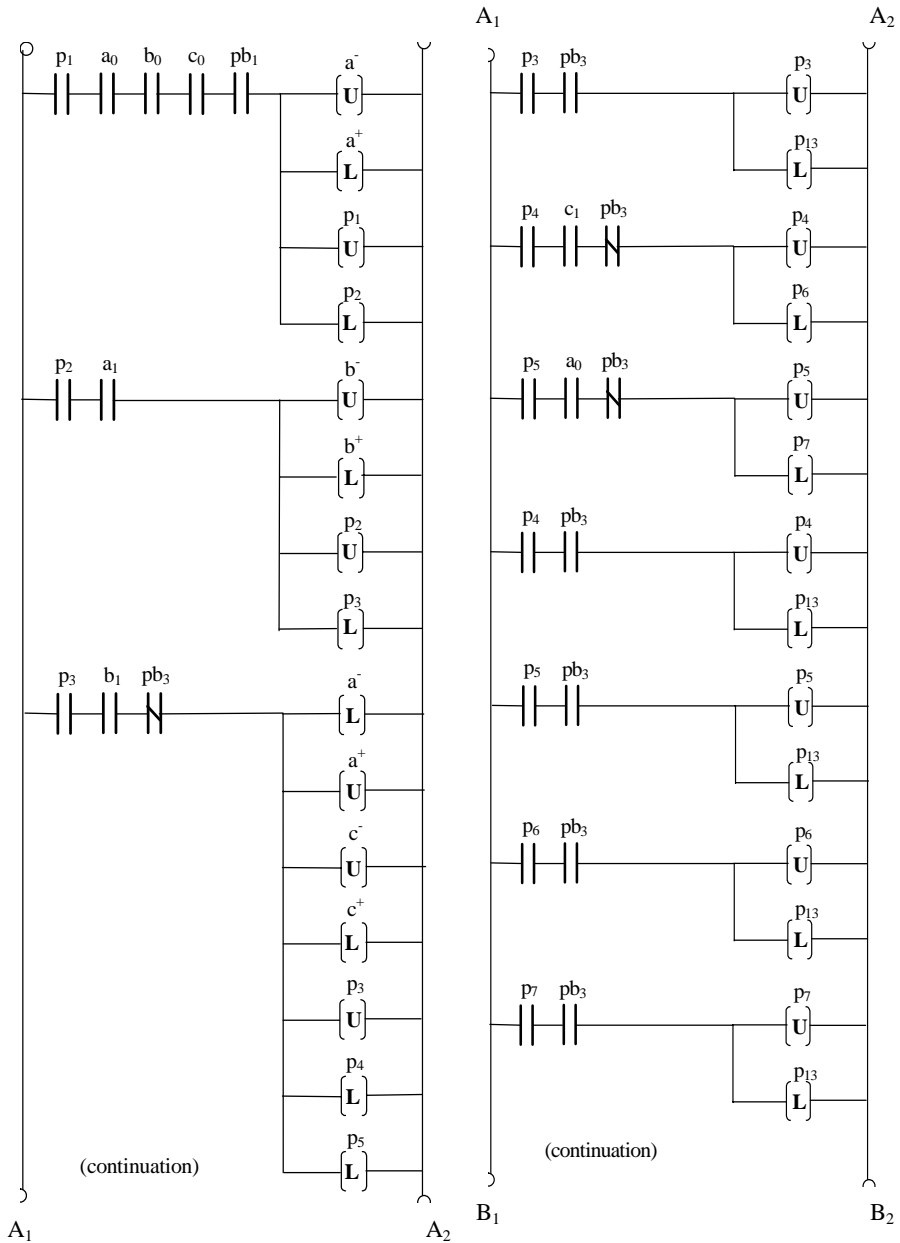 p₁ a₀ b₀ c₀ pb₁
a⁻
U
a⁺
L
p₁
U
p₂
L
p₂ a₁
b⁻
U
b⁺
L
p₂
U
p₃
L
p₃ b₁ pb₃
a⁻
L
a⁺
U
c⁻
U
c⁺
L
p₃
U
p₄
L
p₅
L
(continuation)
A₁ A₂
A₁ A₂
p₃ pb₃
p₃
U
p₁₃
L
p₄ c₁ pb₃
p₄
U
p₆
L
p₅ a₀ pb₃
p₅
U
p₇
L
p₄ pb₃
p₄
U
p₁₃
L
p₅ pb₃
p₅
U
p₁₃
L
p₆ pb₃
p₆
U
p₁₃
L
p₇ pb₃
p₇
U
p₁₃
L
(continuation)
B₁ B₂